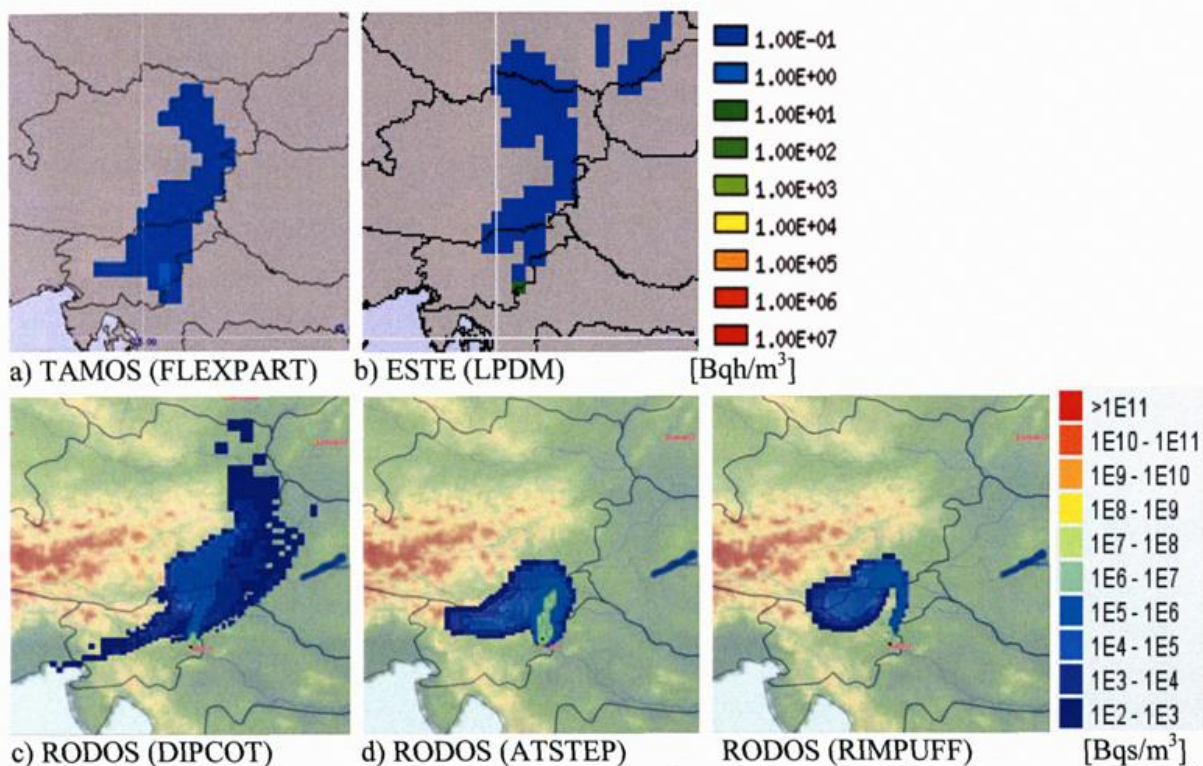 1.00E-01
1.00E+00
1.00E+01
1.00E+02
1.00E+03
1.00E+04
1.00E+05
1.00E+06
1.00E+07
a) TAMOS (FLEXPART) b) ESTE (LPDM) [Bqh/m³]
>1E11
1E10 - 1E11
1E9 - 1E10
1E8 - 1E9
1E7 - 1E8
1E6 - 1E7
1E5 - 1E6
1E4 - 1E5
1E3 - 1E4
1E2 - 1E3
c) RODOS (DIPCOT) d) RODOS (ATSTEP) RODOS (RIMPUFF) [Bqs/m³]